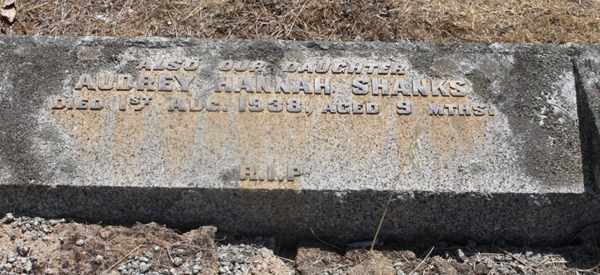 ALSO OUR DAUGHTER
AUDREY HANNAH SHANKS
DIED 1ST AUG. 1938, AGED 9 MTHS.
R.I.P